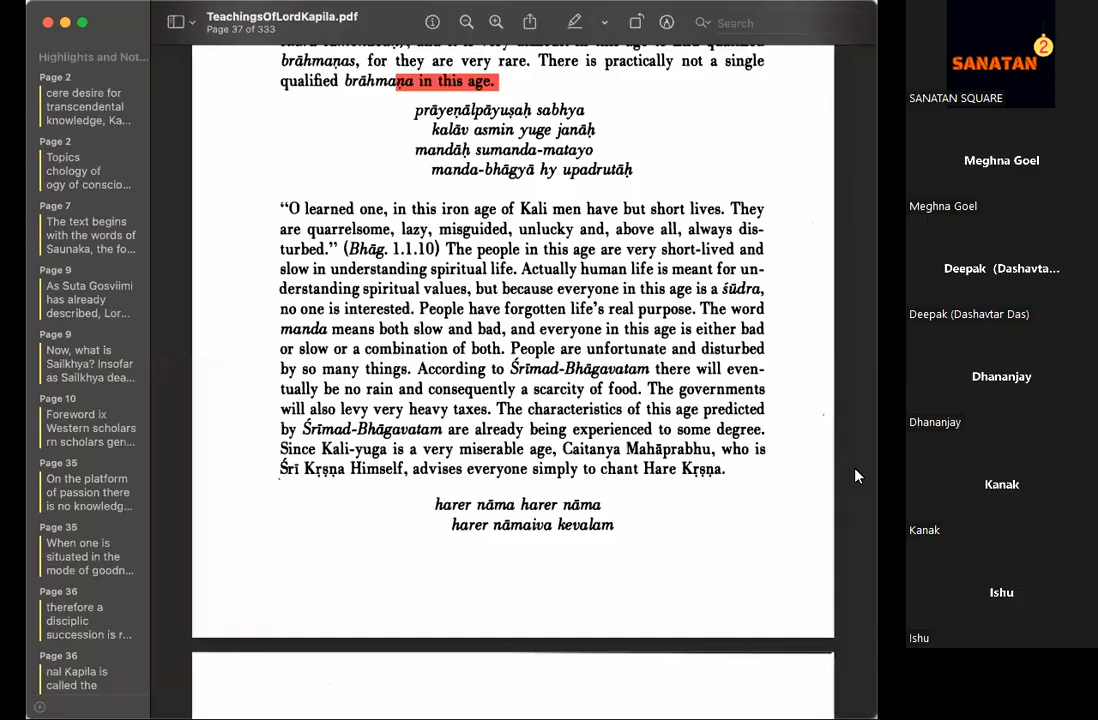 TeachingsOfLordKapila.pdf
Page 37 of 333
Search
Highlights and Not...
Page 2
cere desire for
transcendental
knowledge, Ka...
Page 2
Topics
chology of
ogy of conscio...
Page 7
The text begins
with the words of
Saunaka, the fo...
Page 9
As Suta Gosviimi
has already
described, Lor...
Page 9
Now, what is
Sailkhya? Insofar
as Sailkhya dea...
Page 10
Foreword ix
Western scholars
rn scholars gen...
Page 35
On the platform
of passion there
is no knowledg...
Page 35
When one is
situated in the
mode of goodn...
Page 36
therefore a
disciplic
succession is r...
Page 36
nal Kapila is
called the
brāhmaṇas, for they are very rare. There is practically not a single
qualified brāhmaṇa in this age.
prāyeṇālpāyuṣaḥ sabhya
kalāv asmin yuge janāḥ
mandāḥ sumanda-matayo
manda-bhāgyā hy upadrutāḥ
“O learned one, in this iron age of Kali men have but short lives. They
are quarrelsome, lazy, misguided, unlucky and, above all, always dis-
turbed.” (Bhāg. 1.1.10) The people in this age are very short-lived and
slow in understanding spiritual life. Actually human life is meant for un-
derstanding spiritual values, but because everyone in this age is a śūdra,
no one is interested. People have forgotten life’s real purpose. The word
manda means both slow and bad, and everyone in this age is either bad
or slow or a combination of both. People are unfortunate and disturbed
by so many things. According to Śrīmad-Bhāgavatam there will even-
tually be no rain and consequently a scarcity of food. The governments
will also levy very heavy taxes. The characteristics of this age predicted
by Śrīmad-Bhāgavatam are already being experienced to some degree.
Since Kali-yuga is a very miserable age, Caitanya Mahāprabhu, who is
Śrī Kṛṣṇa Himself, advises everyone simply to chant Hare Kṛṣṇa.
harer nāma harer nāma
harer nāmaiva kevalam
SANATAN
2
SANATAN SQUARE
Meghna Goel
Meghna Goel
Deepak (Dashavta...
Deepak (Dashavtar Das)
Dhananjay
Dhananjay
Kanak
Kanak
Ishu
Ishu